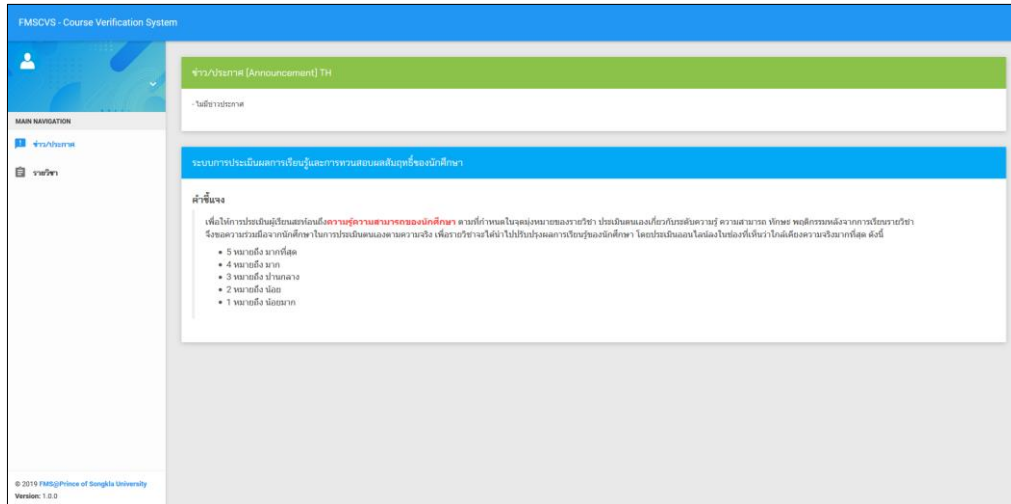 FMSCVS - Course Verification System
ข่าว/ประกาศ [Announcement] TH
- ไม่มีข่าวประกาศ
MAIN NAVIGATION
ข่าว/ประกาศ
รายวิชา
ระบบการประเมินผลการเรียนรู้และการทวนสอบผลสัมฤทธิ์ของนักศึกษา
คำชี้แจง
เพื่อให้การประเมินผู้เรียนสะท้อนถึงความรู้ความสามารถของนักศึกษา ตามที่กำหนดในจุดมุ่งหมายของรายวิชา ประเมินตนเองเกี่ยวกับระดับความรู้ ความสามารถ ทักษะ พฤติกรรมหลังจากการเรียนรายวิชา
จึงขอความร่วมมือจากนักศึกษาในการประเมินตนเองตามความจริง เพื่อรายวิชาจะได้นำไปปรับปรุงผลการเรียนรู้ของนักศึกษา โดยประเมินออนไลน์ลงในช่องที่เห็นว่าใกล้เคียงความจริงมากที่สุด ดังนี้
• 5 หมายถึง มากที่สุด
• 4 หมายถึง มาก
• 3 หมายถึง ปานกลาง
• 2 หมายถึง น้อย
• 1 หมายถึง น้อยมาก
© 2019 FMS@Prince of Songkla University
Version: 1.0.0